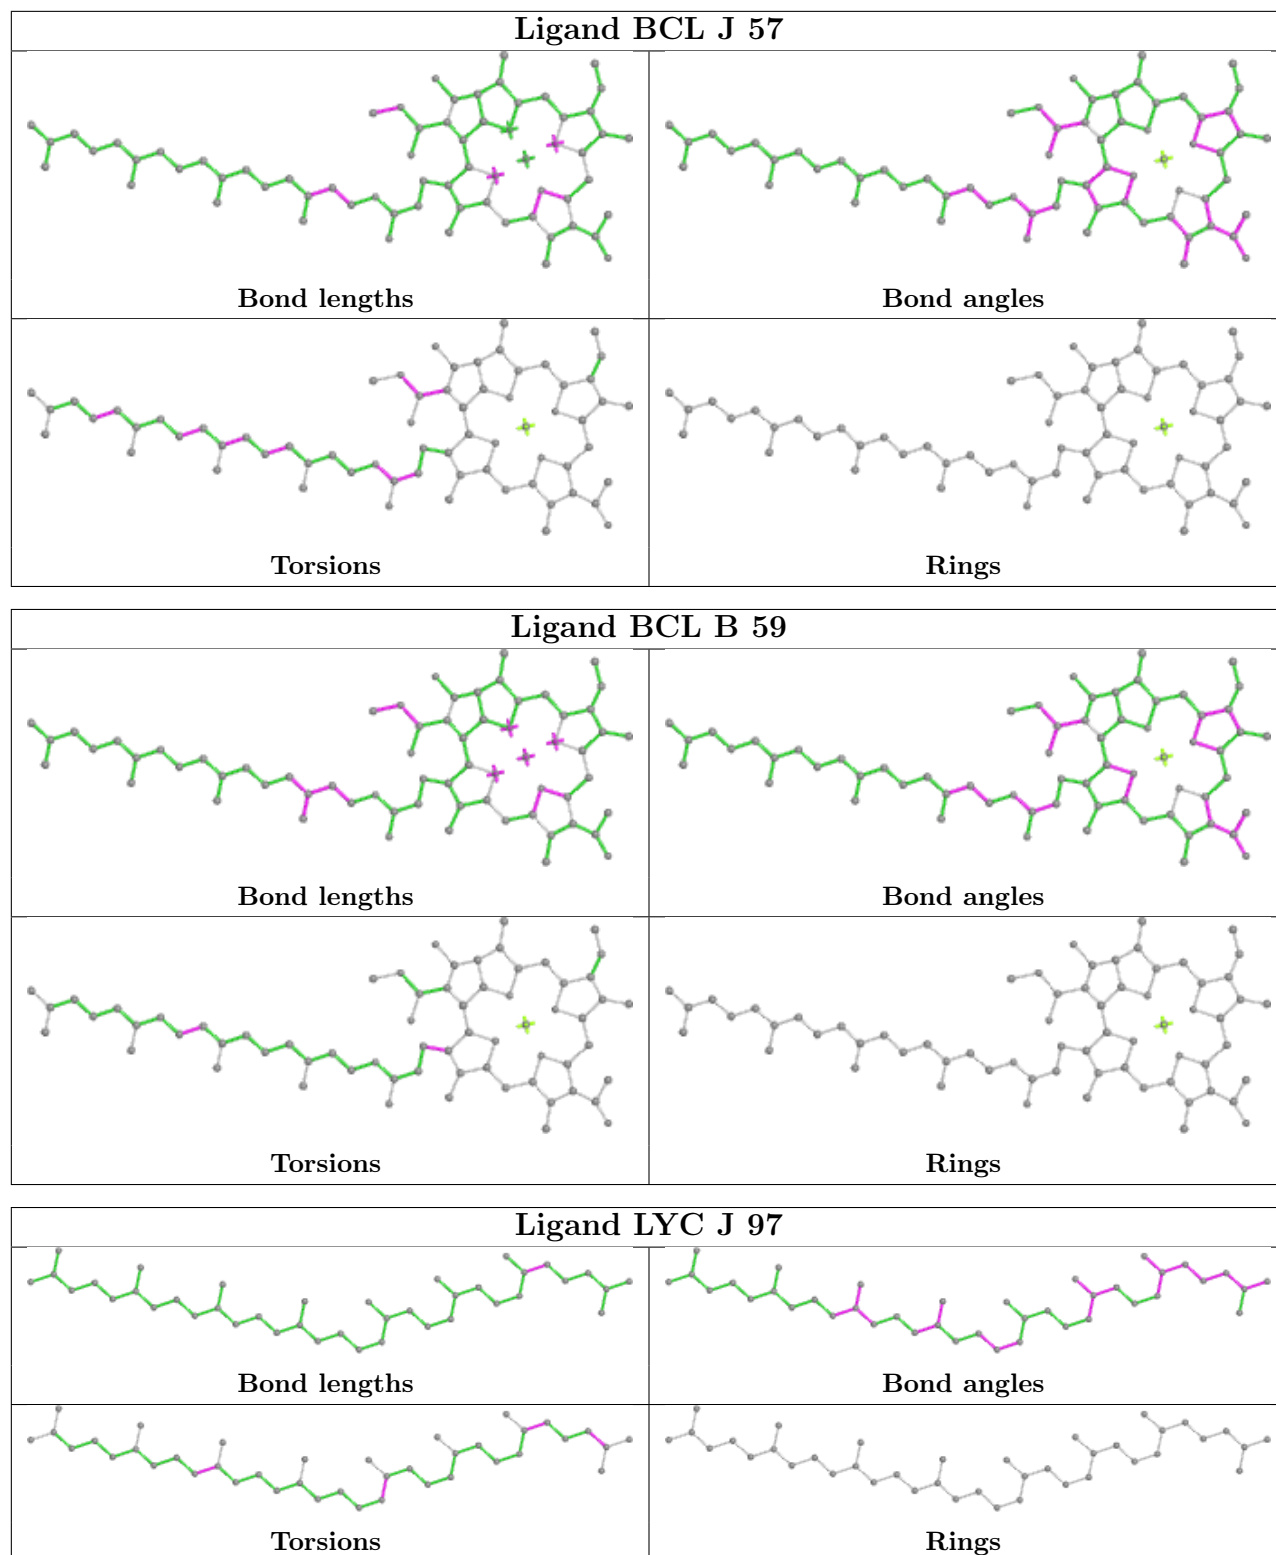 Ligand BCL J 57
Bond lengths
Bond angles
Torsions
Rings
Ligand BCL B 59
Bond lengths
Bond angles
Torsions
Rings
Ligand LYC J 97
Bond lengths
Bond angles
Torsions
Rings